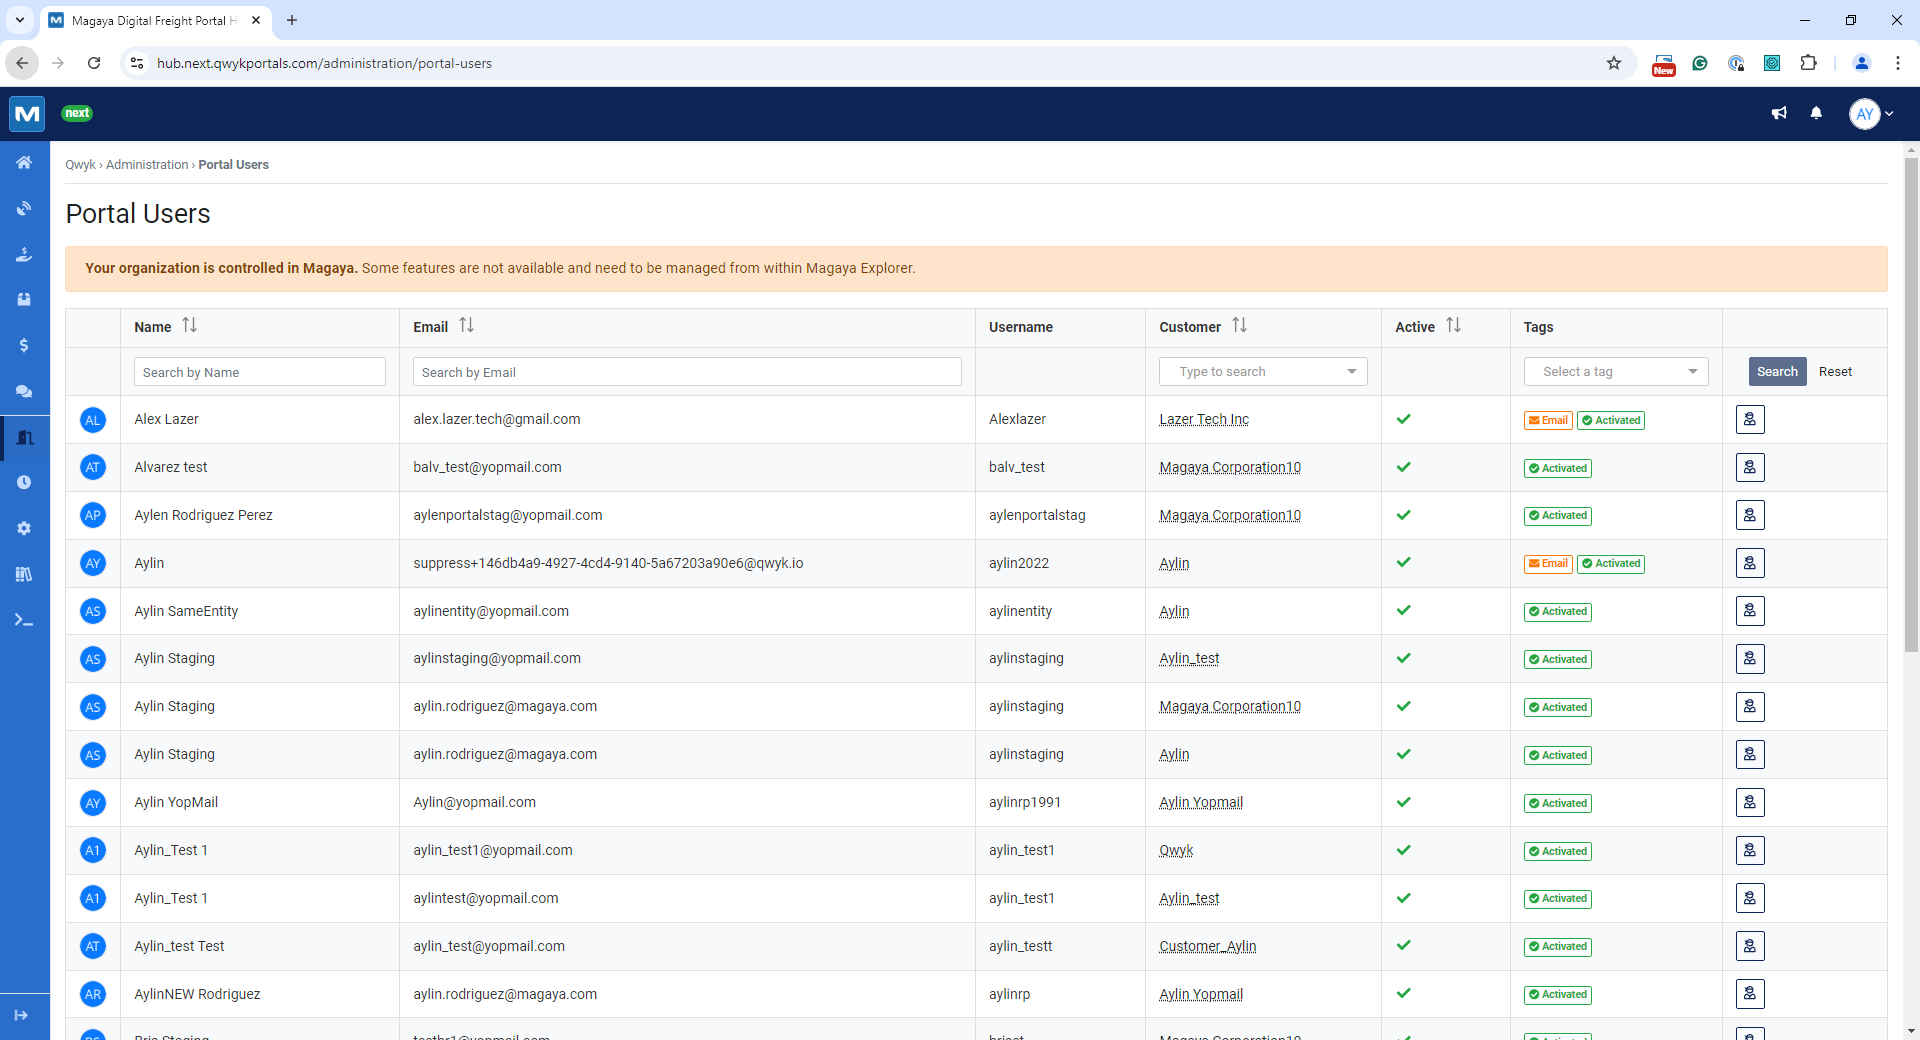 Magaya Digital Freight Portal H
hub.next.qwykportals.com/administration/portal-users
New
M
next
AY
Qwyk › Administration › Portal Users
Portal Users
Your organization is controlled in Magaya. Some features are not available and need to be managed from within Magaya Explorer.
Name Email Username Customer Active Tags
Search by Name Search by Email Type to search Select a tag Search Reset
AL Alex Lazer alex.lazer.tech@gmail.com Alexlazer Lazer Tech Inc Email Activated
AT Alvarez test balv_test@yopmail.com balv_test Magaya Corporation10 Activated
AP Aylen Rodriguez Perez aylenportalstag@yopmail.com aylenportalstag Magaya Corporation10 Activated
AY Aylin suppress+146db4a9-4927-4cd4-9140-5a67203a90e6@qwyk.io aylin2022 Aylin Email Activated
AS Aylin SameEntity aylinentity@yopmail.com aylinentity Aylin Activated
AS Aylin Staging aylinstaging@yopmail.com aylinstaging Aylin_test Activated
AS Aylin Staging aylin.rodriguez@magaya.com aylinstaging Magaya Corporation10 Activated
AS Aylin Staging aylin.rodriguez@magaya.com aylinstaging Aylin Activated
AY Aylin YopMail Aylin@yopmail.com aylinrp1991 Aylin Yopmail Activated
A1 Aylin_Test 1 aylin_test1@yopmail.com aylin_test1 Qwyk Activated
A1 Aylin_Test 1 aylintest@yopmail.com aylin_test1 Aylin_test Activated
AT Aylin_test Test aylin_test@yopmail.com aylin_testt Customer_Aylin Activated
AR AylinNEW Rodriguez aylin.rodriguez@magaya.com aylinrp Aylin Yopmail Activated
Magaya Corporation10 Activated